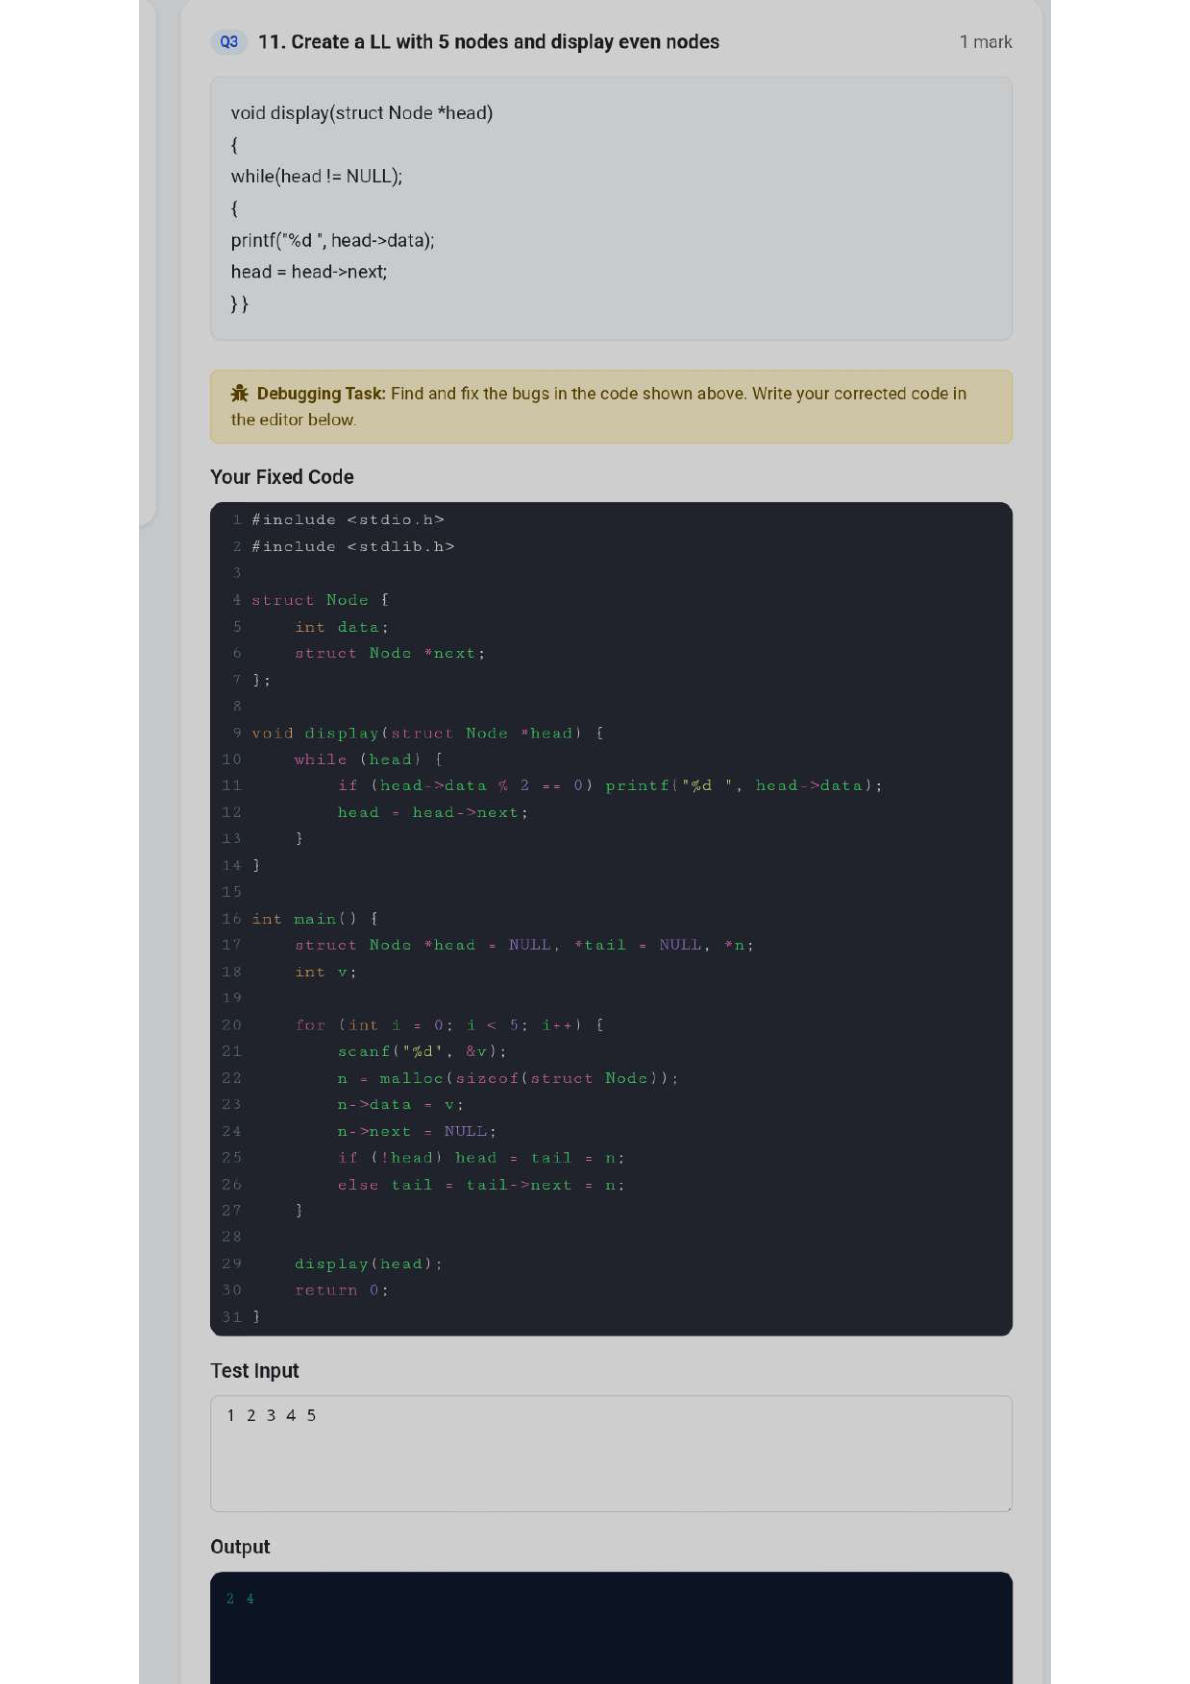 Q3 11. Create a LL with 5 nodes and display even nodes 1 mark
void display(struct Node *head)
{
while(head != NULL);
{
printf("%d ", head->data);
head = head->next;
} }
Debugging Task: Find and fix the bugs in the code shown above. Write your corrected code in
the editor below.
Your Fixed Code
1 #include <stdio.h>
2 #include <stdlib.h>
3
4 struct Node {
5 int data;
6 struct Node *next;
7 };
8
9 void display(struct Node *head) {
10 while (head) {
11 if (head->data % 2 == 0) printf("%d ", head->data);
12 head = head->next;
13 }
14 }
15
16 int main() {
17 struct Node *head = NULL, *tail = NULL, *n;
18 int v;
19
20 for (int i = 0; i < 5; i++) {
21 scanf("%d", &v);
22 n = malloc(sizeof(struct Node));
23 n->data = v;
24 n->next = NULL;
25 if (!head) head = tail = n;
26 else tail = tail->next = n;
27 }
28
29 display(head);
30 return 0;
31 }
Test Input
1 2 3 4 5
Output
2 4